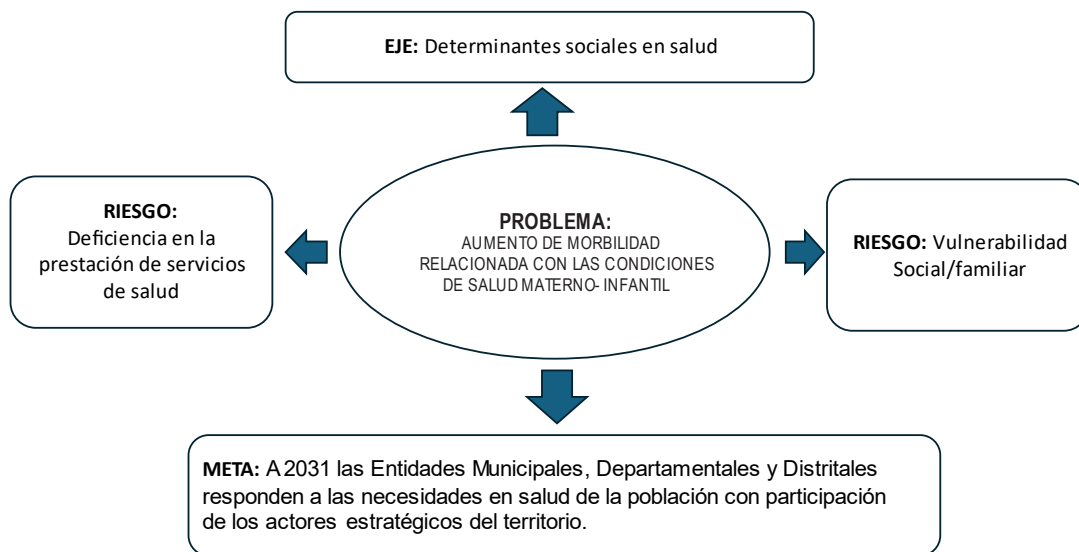 EJE: Determinantes sociales en salud
RIESGO:
Deficiencia en la
prestación de servicios
de salud
PROBLEMA:
AUMENTO DE MORBILIDAD
RELACIONADA CON LAS CONDICIONES
DE SALUD MATERNO- INFANTIL
RIESGO: Vulnerabilidad
Social/familiar
META: A 2031 las Entidades Municipales, Departamentales y Distritales
responden a las necesidades en salud de la población con participación
de los actores estratégicos del territorio.